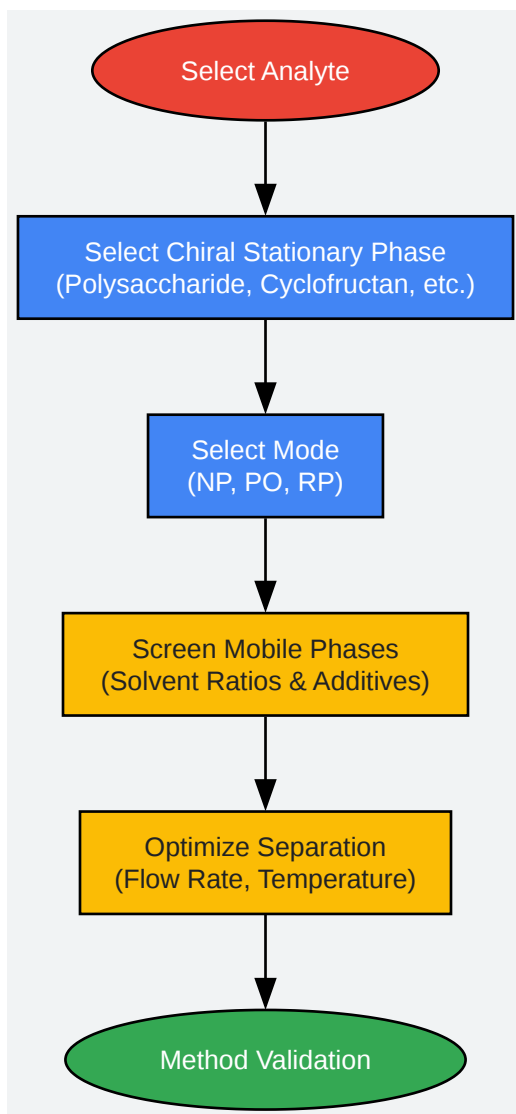 Select Analyte
Select Chiral Stationary Phase
(Polysaccharide, Cyclofructan, etc.)
Select Mode
(NP, PO, RP)
Screen Mobile Phases
(Solvent Ratios & Additives)
Optimize Separation
(Flow Rate, Temperature)
Method Validation